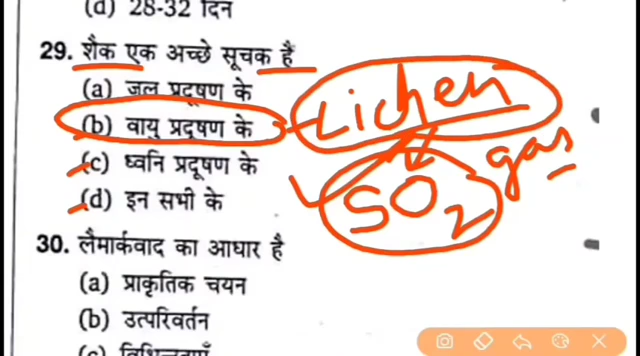 (d) 28-32 दिन
29. शैक एक अच्छे सूचक हैं
(a) जल प्रदूषण के
(b) वायु प्रदूषण के
Lichen
(c) ध्वनि प्रदूषण के
gas
(d) इन सभी के
SO2
30. लैमार्कवाद का आधार है
(a) प्राकृतिक चयन
(b) उत्परिवर्तन
(c) विभिन्नताएँ